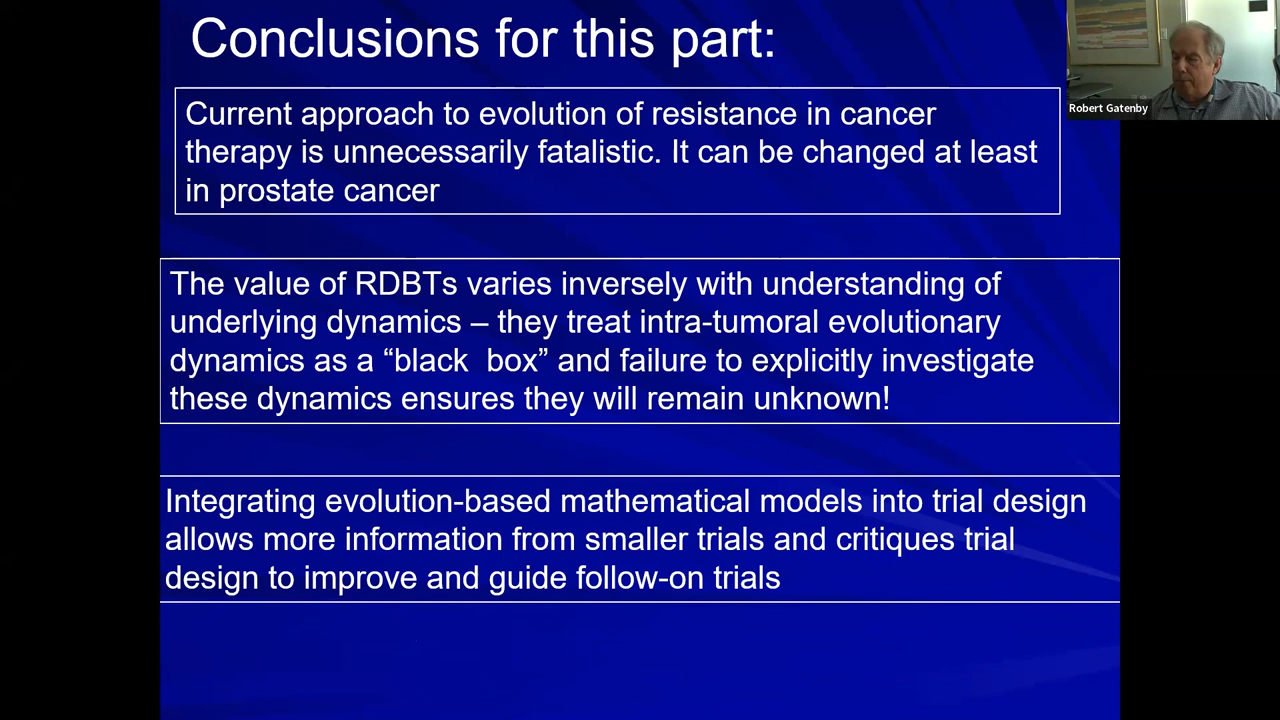 Conclusions for this part:
Robert Gatenby
Current approach to evolution of resistance in cancer
therapy is unnecessarily fatalistic. It can be changed at least
in prostate cancer
The value of RDBTs varies inversely with understanding of
underlying dynamics – they treat intra-tumoral evolutionary
dynamics as a “black  box” and failure to explicitly investigate
these dynamics ensures they will remain unknown!
Integrating evolution-based mathematical models into trial design
allows more information from smaller trials and critiques trial
design to improve and guide follow-on trials